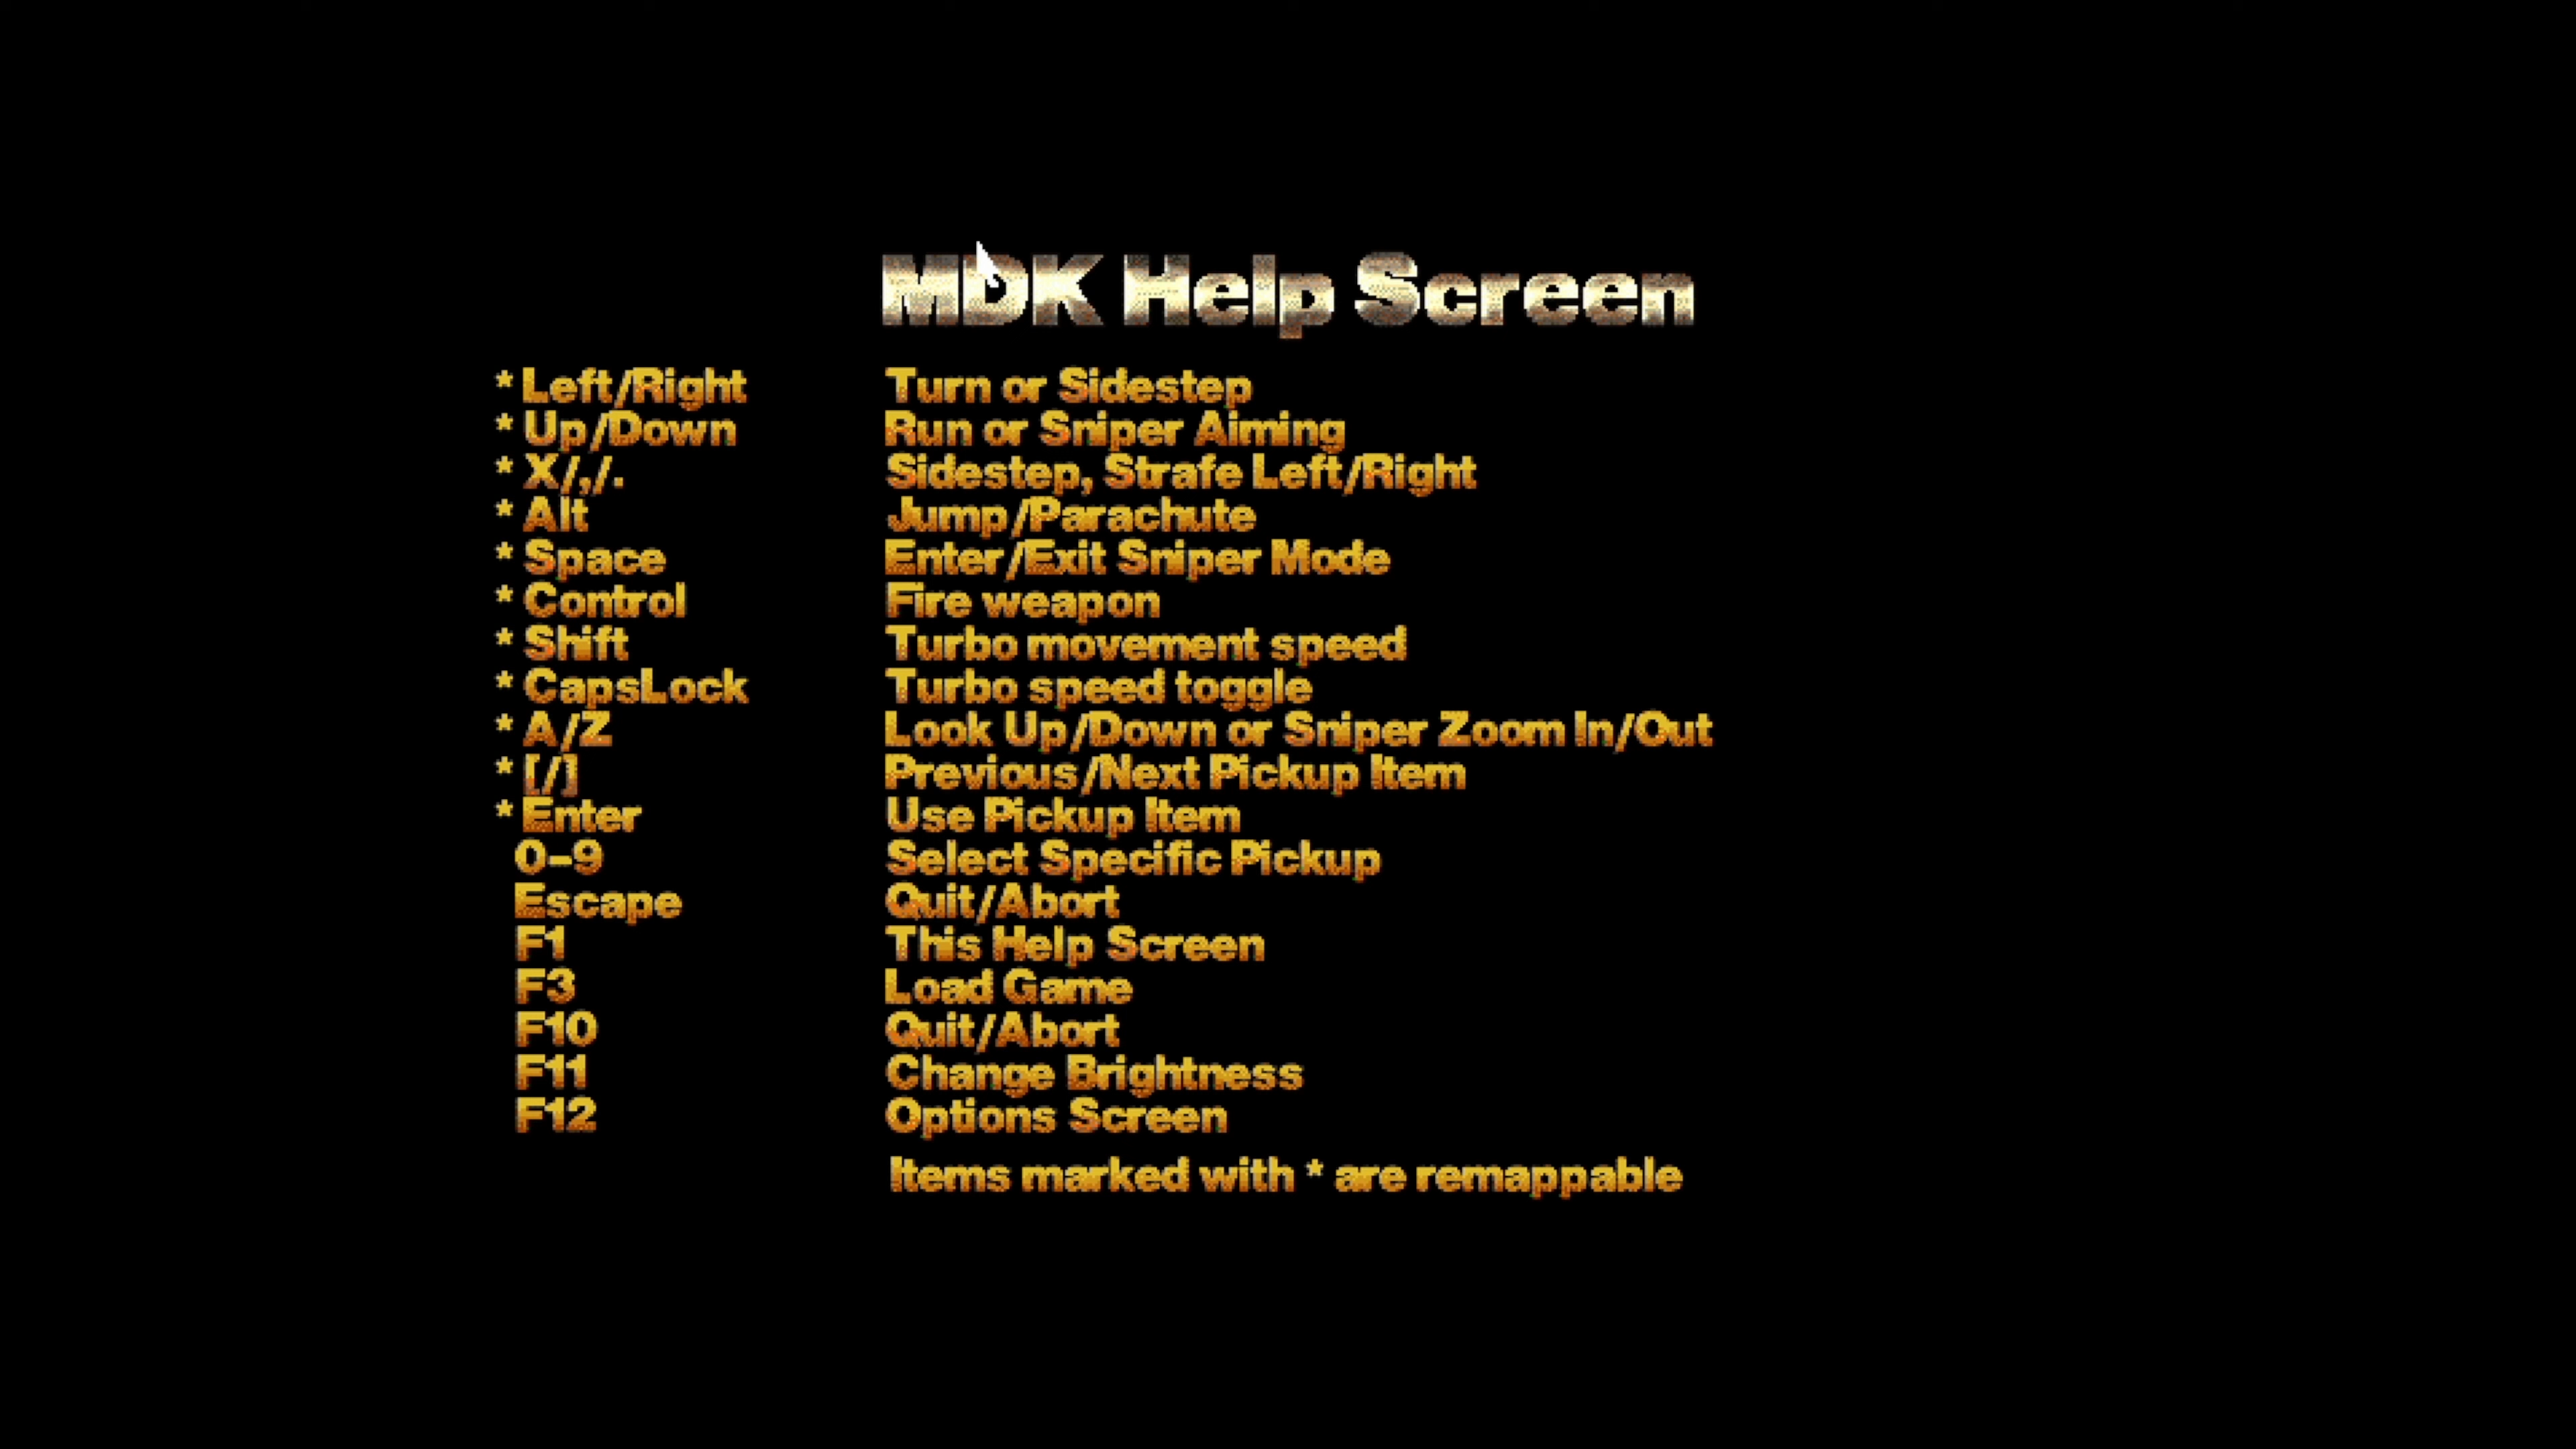 MDK Help Screen
* Left/Right Turn or Sidestep
* Up/Down Run or Sniper Aiming
* X/,/. Sidestep, Strafe Left/Right
* Alt Jump/Parachute
* Space Enter/Exit Sniper Mode
* Control Fire weapon
* Shift Turbo movement speed
* CapsLock Turbo speed toggle
* A/Z Look Up/Down or Sniper Zoom In/Out
* [/] Previous/Next Pickup Item
* Enter Use Pickup Item
0-9 Select Specific Pickup
Escape Quit/Abort
F1 This Help Screen
F3 Load Game
F10 Quit/Abort
F11 Change Brightness
F12 Options Screen
Items marked with * are remappable